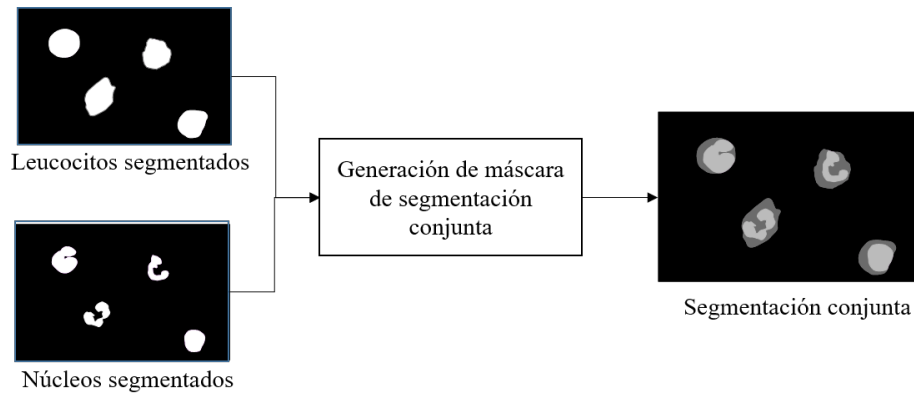 Leucocitos segmentados
Generación de máscara
de segmentación
conjunta
Segmentación conjunta
Núcleos segmentados